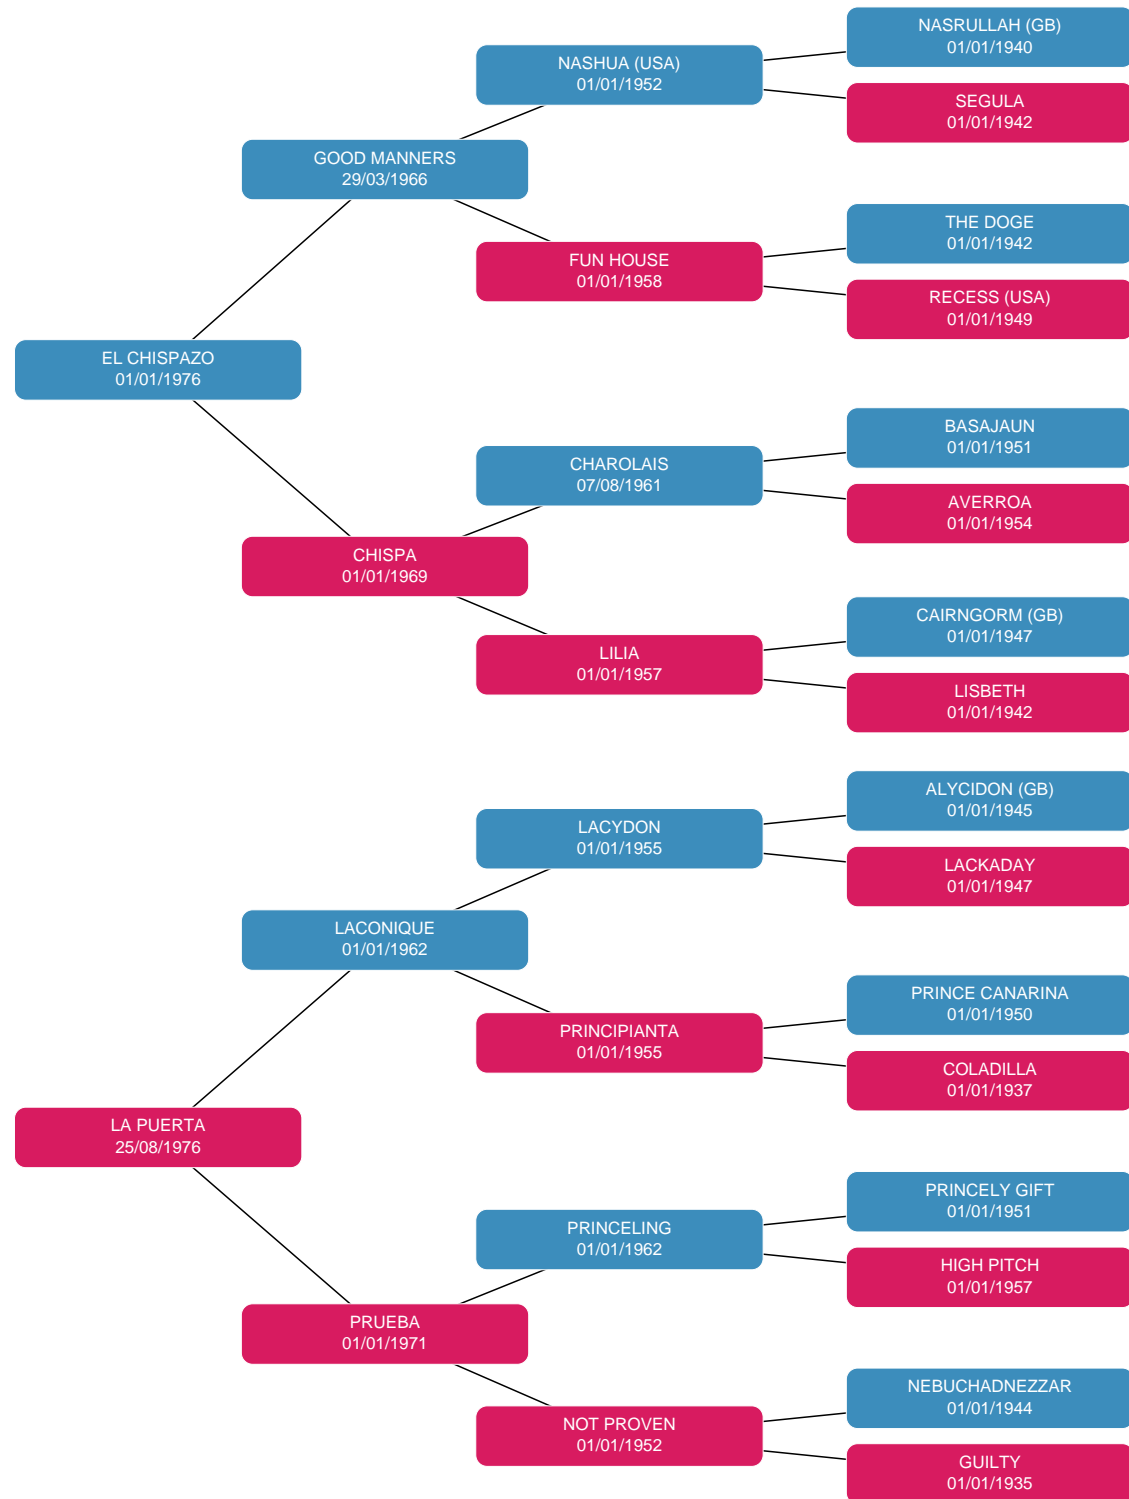 NASRULLAH (GB)
01/01/1940
NASHUA (USA)
01/01/1952
SEGULA
01/01/1942
GOOD MANNERS
29/03/1966
THE DOGE
01/01/1942
FUN HOUSE
01/01/1958
RECESS (USA)
01/01/1949
EL CHISPAZO
01/01/1976
BASAJAUN
01/01/1951
CHAROLAIS
07/08/1961
AVERROA
01/01/1954
CHISPA
01/01/1969
CAIRNGORM (GB)
01/01/1947
LILIA
01/01/1957
LISBETH
01/01/1942
ALYCIDON (GB)
01/01/1945
LACYDON
01/01/1955
LACKADAY
01/01/1947
LACONIQUE
01/01/1962
PRINCE CANARINA
01/01/1950
PRINCIPIANTA
01/01/1955
COLADILLA
01/01/1937
LA PUERTA
25/08/1976
PRINCELY GIFT
01/01/1951
PRINCELING
01/01/1962
HIGH PITCH
01/01/1957
PRUEBA
01/01/1971
NEBUCHADNEZZAR
01/01/1944
NOT PROVEN
01/01/1952
GUILTY
01/01/1935